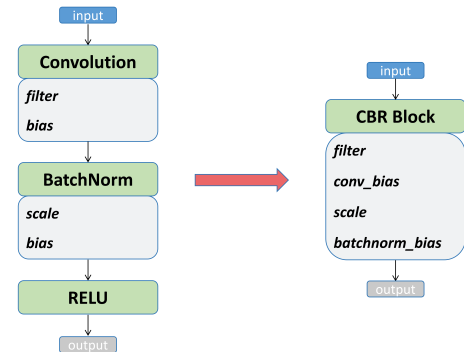 input
Convolution
filter
bias
BatchNorm
scale
bias
RELU
output
input
CBR Block
filter
conv_bias
scale
batchnorm_bias
output